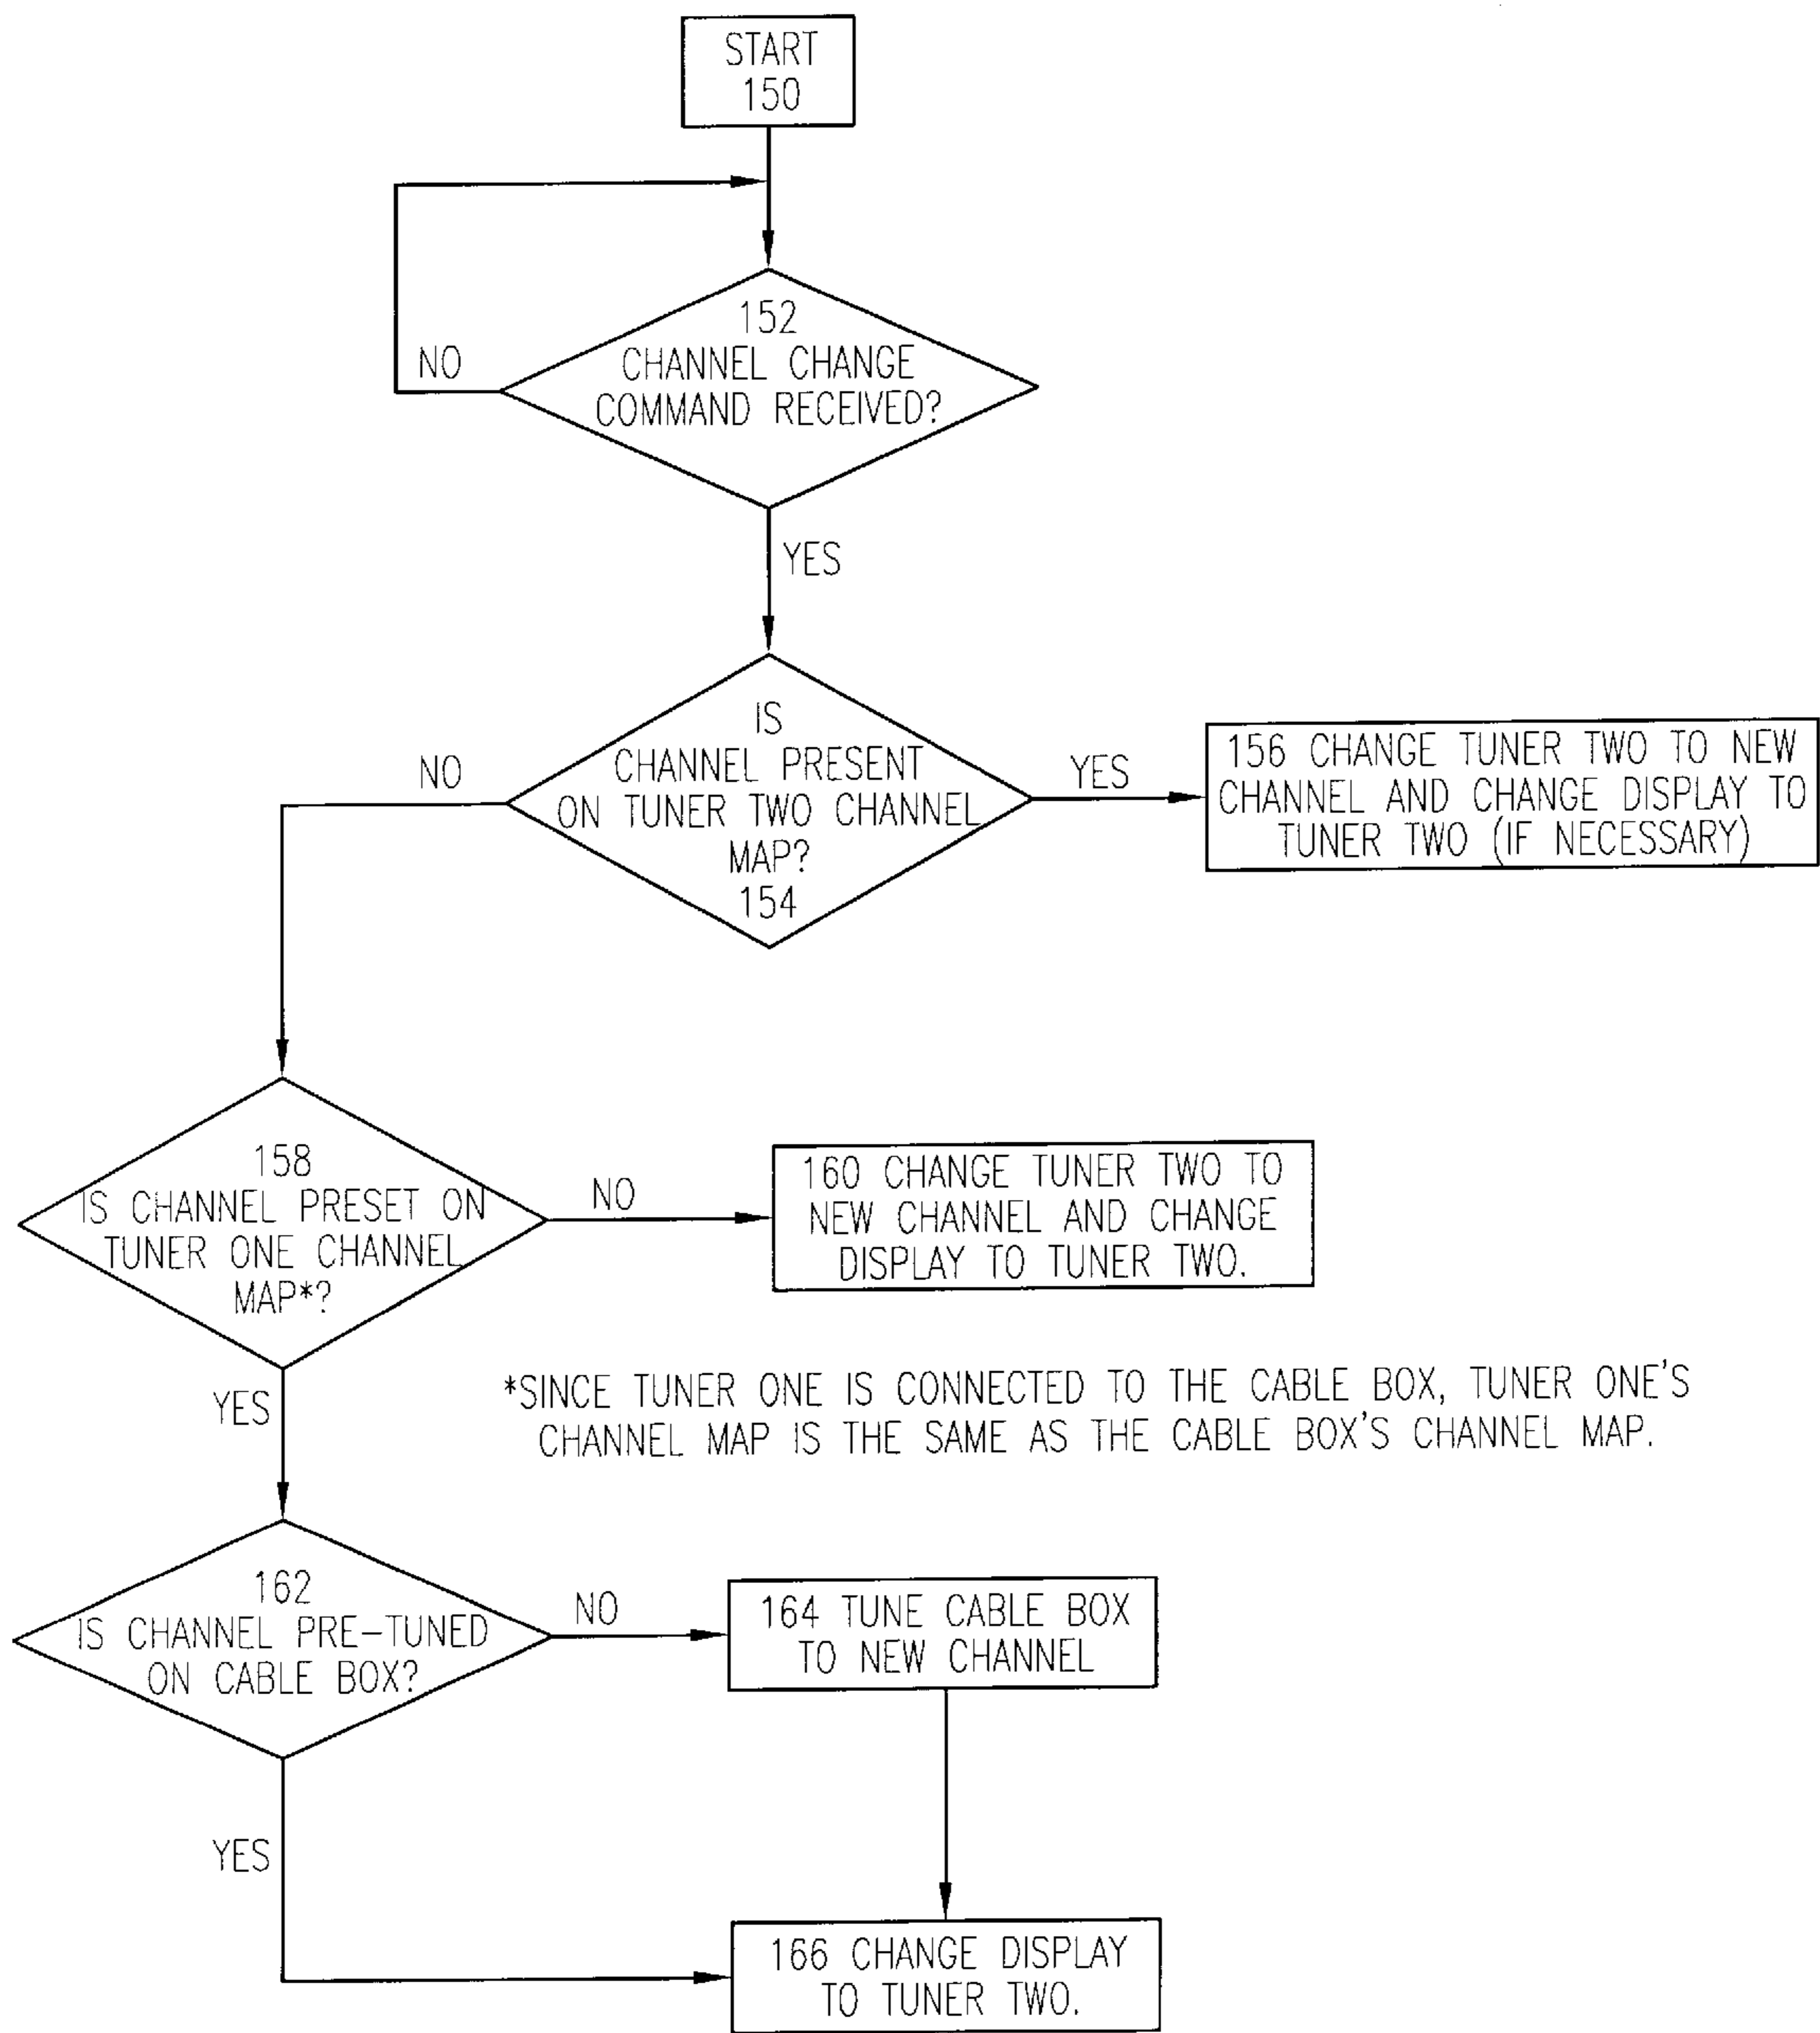 START
150
152
CHANNEL CHANGE
COMMAND RECEIVED?
NO
YES
IS
CHANNEL PRESENT
ON TUNER TWO CHANNEL
MAP?
154
NO
YES
156 CHANGE TUNER TWO TO NEW
CHANNEL AND CHANGE DISPLAY TO
TUNER TWO (IF NECESSARY)
158
IS CHANNEL PRESET ON
TUNER ONE CHANNEL
MAP*?
NO
160 CHANGE TUNER TWO TO
NEW CHANNEL AND CHANGE
DISPLAY TO TUNER TWO.
YES
*SINCE TUNER ONE IS CONNECTED TO THE CABLE BOX, TUNER ONE'S
CHANNEL MAP IS THE SAME AS THE CABLE BOX'S CHANNEL MAP.
162
IS CHANNEL PRE-TUNED
ON CABLE BOX?
NO
164 TUNE CABLE BOX
TO NEW CHANNEL
YES
166 CHANGE DISPLAY
TO TUNER TWO.